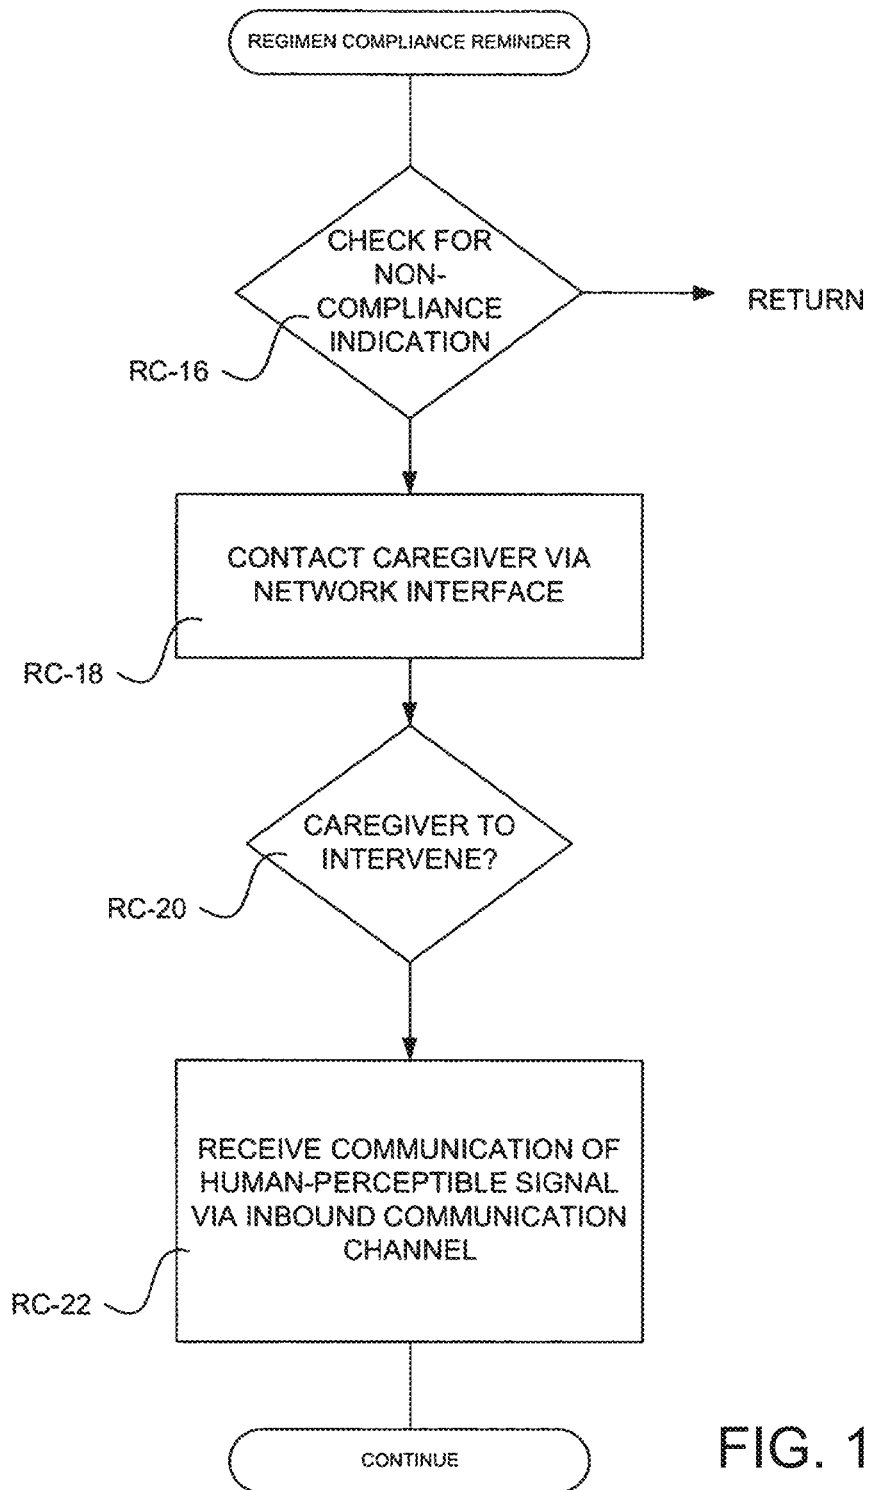 REGIMEN COMPLIANCE REMINDER
CHECK FOR
NON-
COMPLIANCE
INDICATION
RETURN
RC-16
CONTACT CAREGIVER VIA
NETWORK INTERFACE
RC-18
CAREGIVER TO
INTERVENE?
RC-20
RECEIVE COMMUNICATION OF
HUMAN-PERCEPTIBLE SIGNAL
VIA INBOUND COMMUNICATION
CHANNEL
RC-22
CONTINUE
FIG. 1